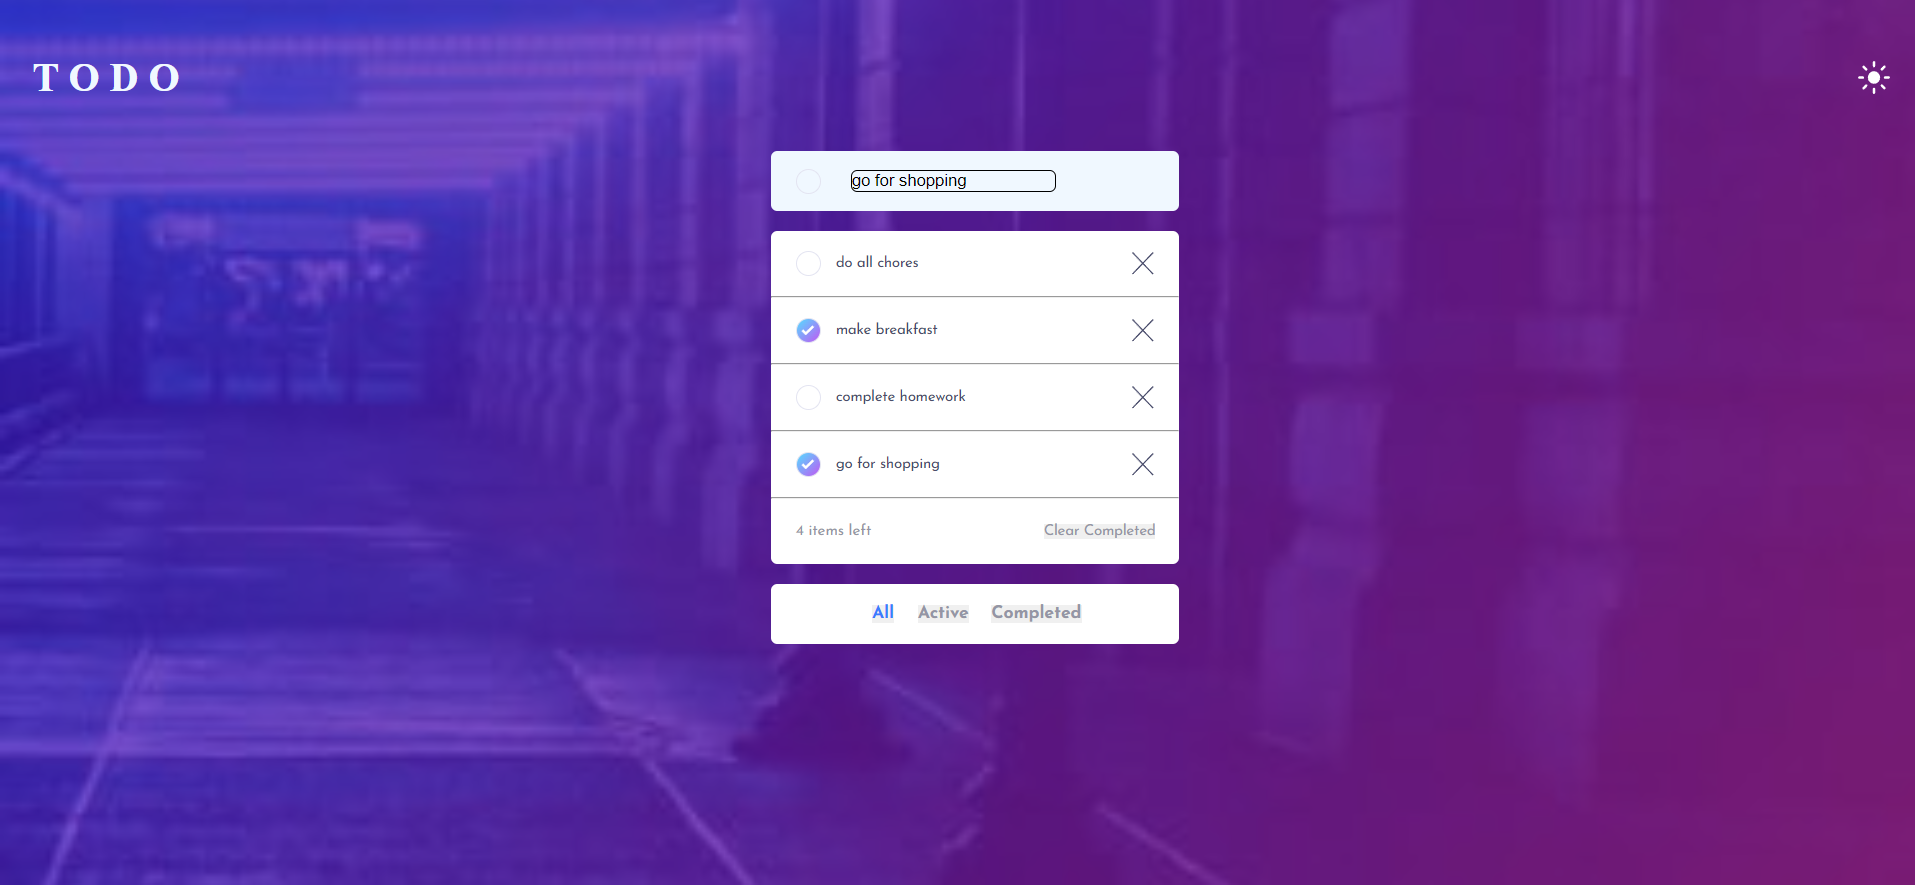 TODO
go for shopping
do all chores
make breakfast
complete homework
go for shopping
4 items left Clear Completed
All Active Completed